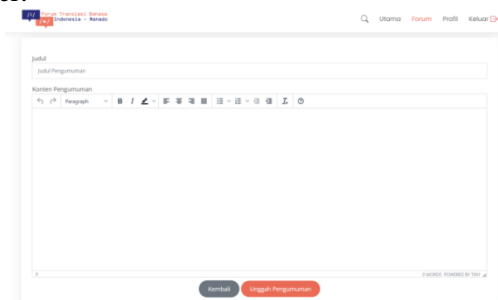 Forum Translasi Bahasa
Indonesia - Manado
Utama Forum Profil Keluar
Judul
Judul Pengumuman
Konten Pengumuman
Paragraph B I
P
0 WORDS POWERED BY TINY
Kembali Unggah Pengumuman